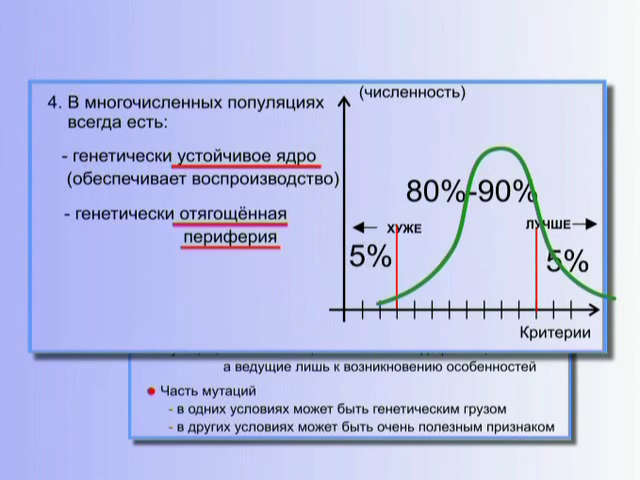 4. В многочисленных популяциях
всегда есть:
- генетически устойчивое ядро
(обеспечивает воспроизводство)
- генетически отягощённая
периферия
(численность)
80%-90%
ХУЖЕ
ЛУЧШЕ
5%
5%
Критерии
а ведущие лишь к возникновению особенностей
Часть мутаций
- в одних условиях может быть генетическим грузом
- в других условиях может быть очень полезным признаком